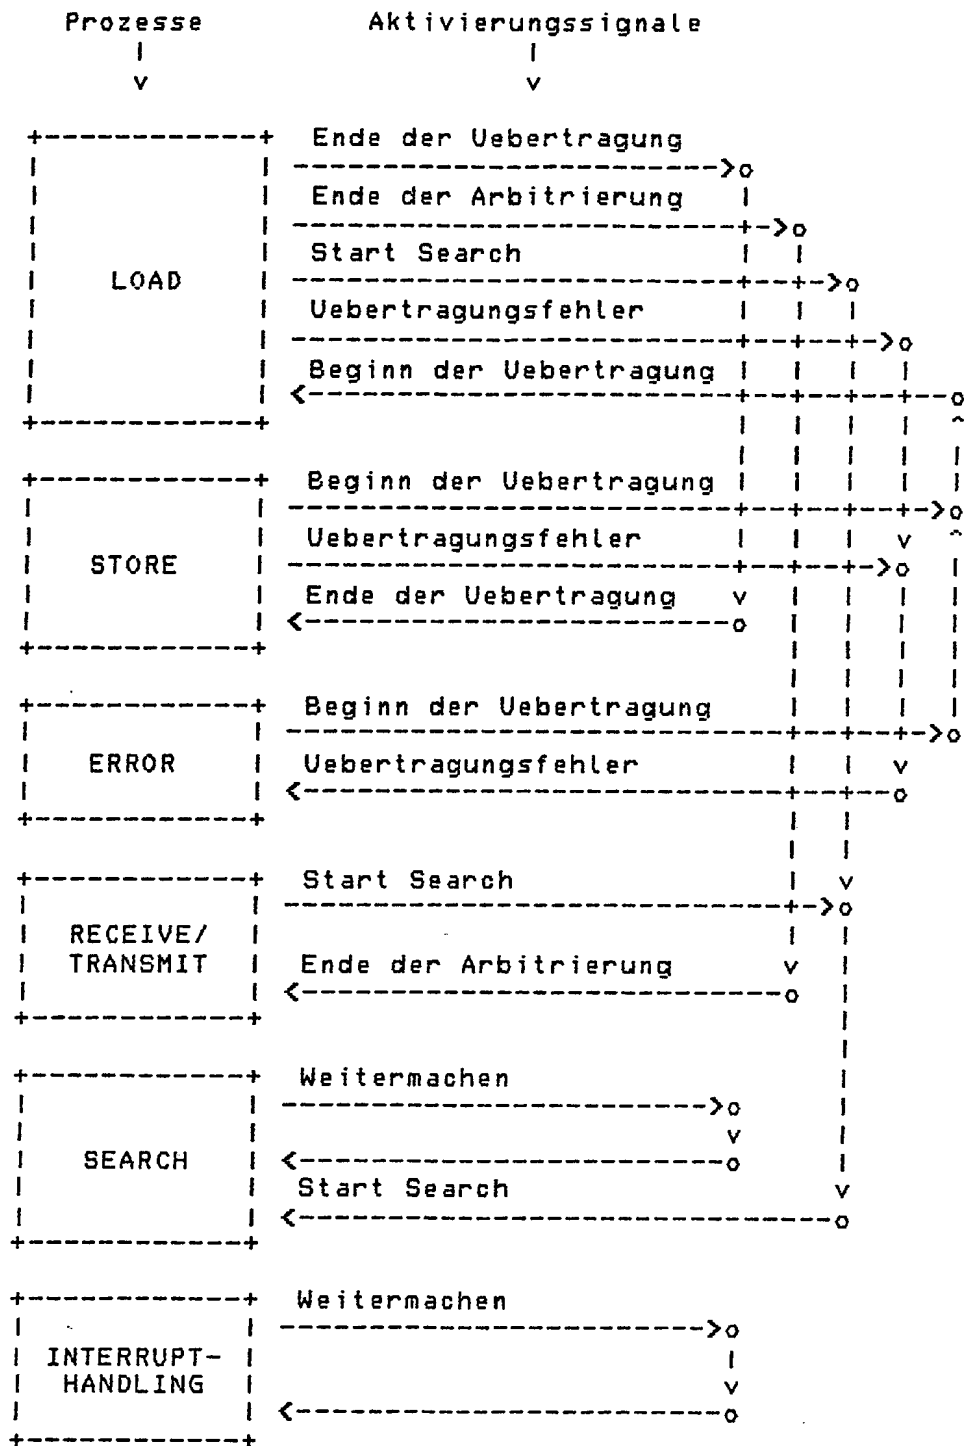 Prozesse Aktivierungssignale
Ende der Uebertragung
Ende der Arbitrierung
Start Search
LOAD
Uebertragungsfehler
Beginn der Uebertragung
Beginn der Uebertragung
Uebertragungsfehler
STORE
Ende der Uebertragung
Beginn der Uebertragung
ERROR Uebertragungsfehler
Start Search
RECEIVE/
TRANSMIT Ende der Arbitrierung
Weitermachen
SEARCH
Start Search
Weitermachen
INTERRUPT-
HANDLING